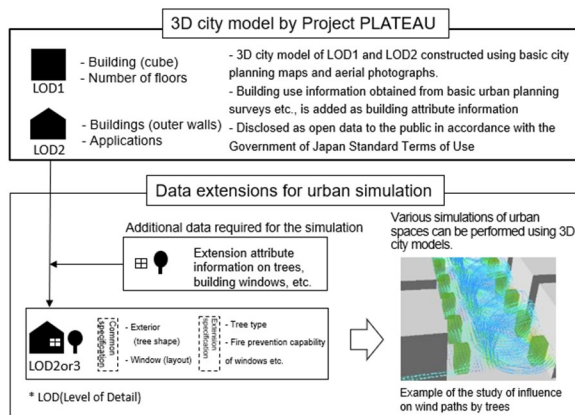 3D city model by Project PLATEAU
- Building (cube)
- Number of floors
LOD1
- Buildings (outer walls)
- Applications
LOD2
- 3D city model of LOD1 and LOD2 constructed using basic city
planning maps and aerial photographs.
- Building use information obtained from basic urban planning
surveys etc., is added as building attribute information
- Disclosed as open data to the public in accordance with the
Government of Japan Standard Terms of Use
Data extensions for urban simulation
Additional data required for the simulation
Extension attribute
information on trees,
building windows, etc.
LOD2or3
Common
specification
- Exterior
(tree shape)
- Window (layout)
Extension
specification
- Tree type
- Fire prevention capability
of windows etc.
* LOD(Level of Detail)
Various simulations of urban
spaces can be performed using 3D
city models.
Example of the study of influence
on wind paths by trees